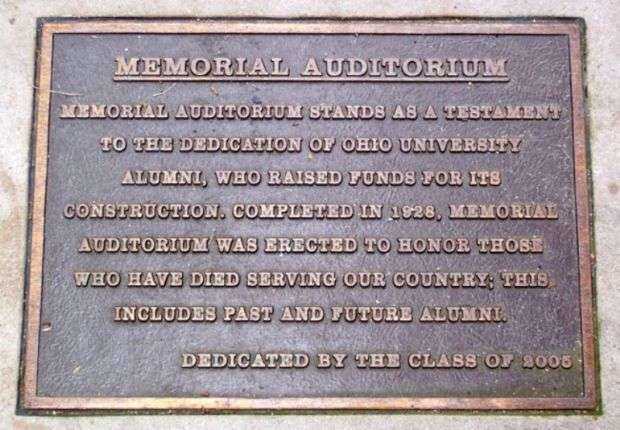 MEMORIAL AUDITORIUM
MEMORIAL AUDITORIUM STANDS AS A TESTAMENT
TO THE DEDICATION OF OHIO UNIVERSITY
ALUMNI, WHO RAISED FUNDS FOR ITS
CONSTRUCTION. COMPLETED IN 1928, MEMORIAL
AUDITORIUM WAS ERECTED TO HONOR THOSE
WHO HAVE DIED SERVING OUR COUNTRY; THIS
INCLUDES PAST AND FUTURE ALUMNI.
DEDICATED BY THE CLASS OF 2005